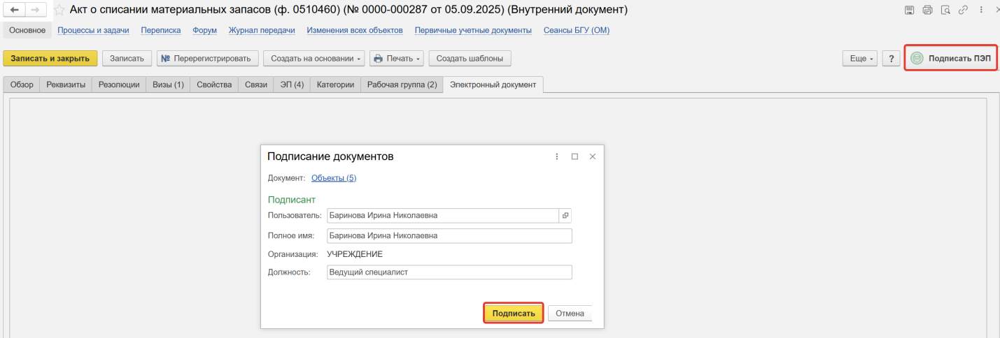 Акт о списании материальных запасов (ф. 0510460) (№ 0000-000287 от 05.09.2025) (Внутренний документ)
Основное Процессы и задачи Переписка Форум Журнал передачи Изменения всех объектов Первичные учетные документы Сеансы БГУ (ОМ)
Записать и закрыть Записать № Перерегистрировать Создать на основании Печать Создать шаблоны Еще ? Подписать ПЭП
Обзор Реквизиты Резолюции Визы (1) Свойства Связи ЭП (4) Категории Рабочая группа (2) Электронный документ
Подписание документов
Документ: Объекты (5)
Подписант
Пользователь: Баринова Ирина Николаевна
Полное имя: Баринова Ирина Николаевна
Организация: УЧРЕЖДЕНИЕ
Должность: Ведущий специалист
Подписать Отмена